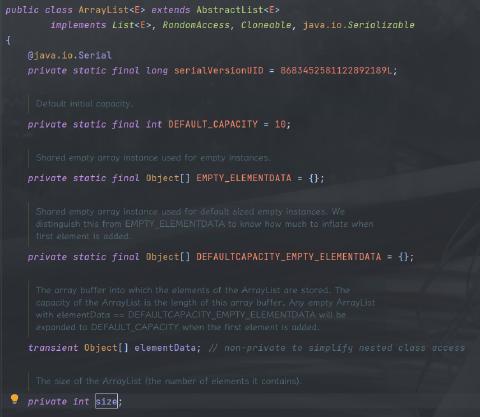 public class ArrayList<E> extends AbstractList<E>
implements List<E>, RandomAccess, Cloneable, java.io.Serializable
{
@java.io.Serial
private static final long serialVersionUID = 8683452581122892189L;
Default initial capacity.
private static final int DEFAULT_CAPACITY = 10;
Shared empty array instance used for empty instances.
private static final Object[] EMPTY_ELEMENTDATA = {};
Shared empty array instance used for default sized empty instances. We
distinguish this from EMPTY_ELEMENTDATA to know how much to inflate when
first element is added.
private static final Object[] DEFAULTCAPACITY_EMPTY_ELEMENTDATA = {};
The array buffer into which the elements of the ArrayList are stored. The
capacity of the ArrayList is the length of this array buffer. Any empty ArrayList
with elementData == DEFAULTCAPACITY_EMPTY_ELEMENTDATA will be
expanded to DEFAULT_CAPACITY when the first element is added.
transient Object[] elementData; // non-private to simplify nested class access
The size of the ArrayList (the number of elements it contains).
private int size;